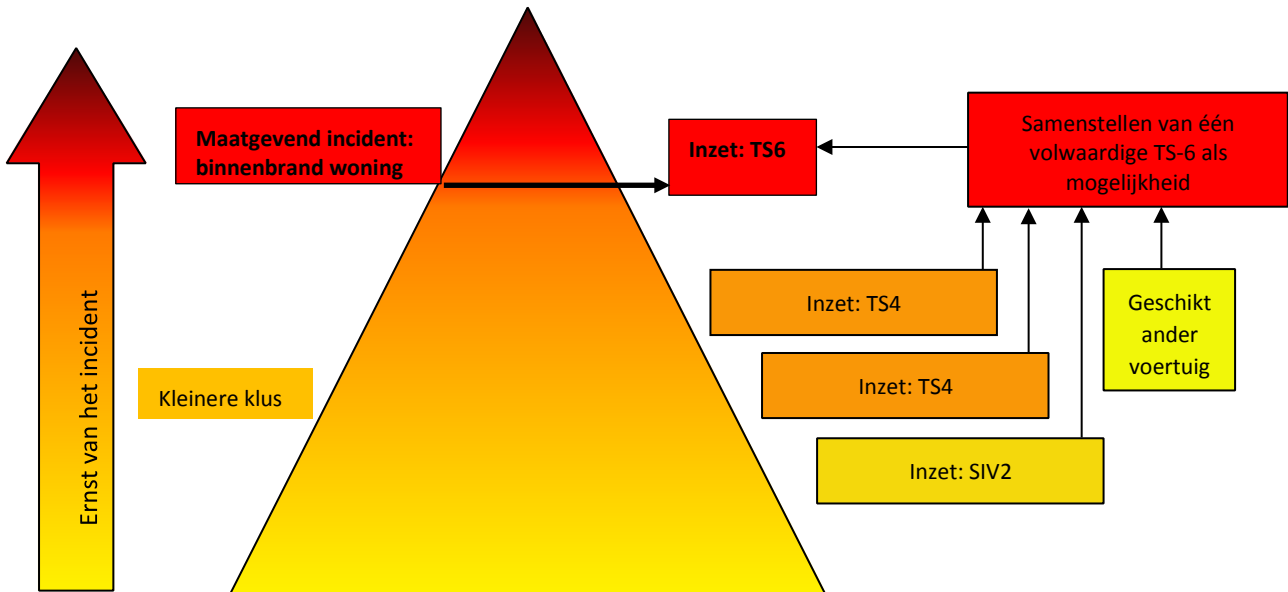 Ernst van het incident
Maatgevend incident:
binnenbrand woning
Kleinere klus
Inzet: TS6
Samenstellen van één
volwaardige TS-6 als
mogelijkheid
Inzet: TS4
Inzet: TS4
Inzet: SIV2
Geschikt
ander
voertuig